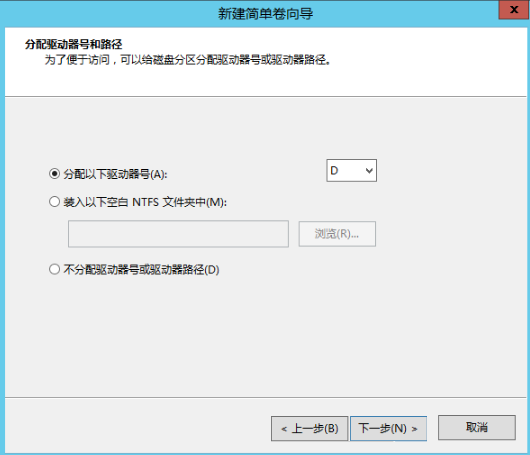 新建简单卷向导
x
分配驱动器号和路径
为了便于访问，可以给磁盘分区分配驱动器号或驱动器路径。
分配以下驱动器号(A):
D
装入以下空白 NTFS 文件夹中(M):
浏览(R)...
不分配驱动器号或驱动器路径(D)
< 上一步(B)
下一步(N) >
取消